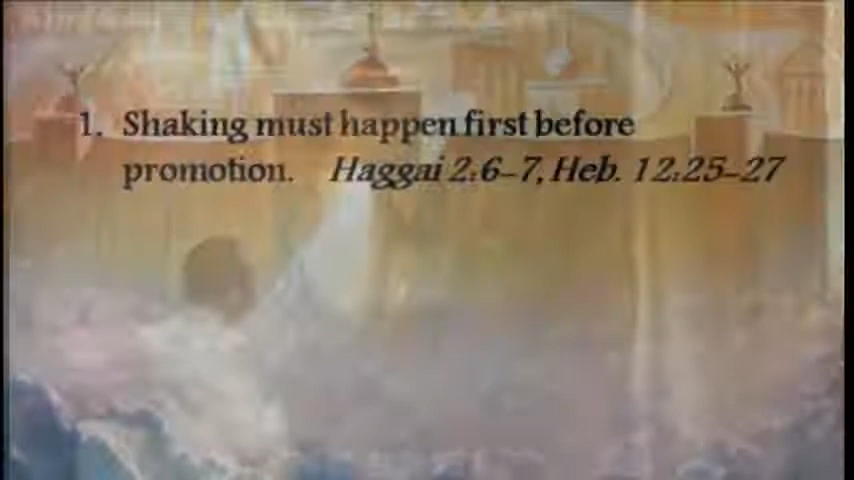 1. Shaking must happen first before
promotion. Haggai 2:6-7, Heb. 12:25-27